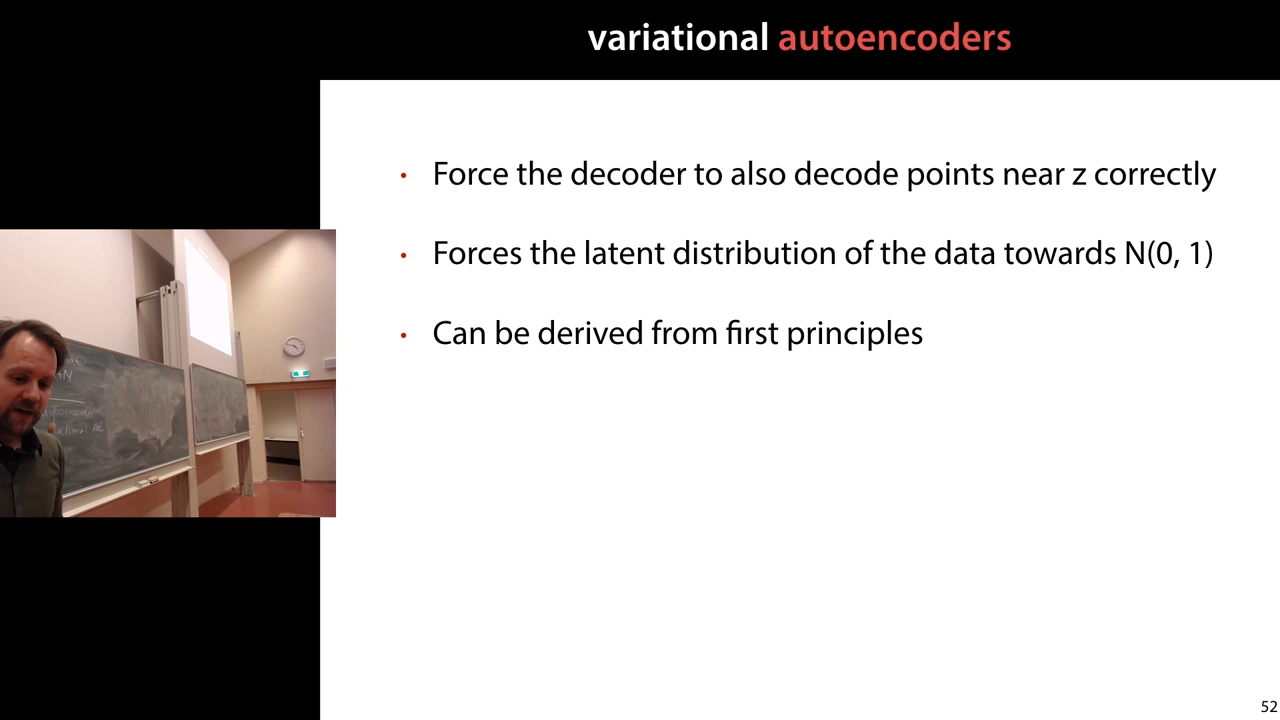 variational autoencoders
• Force the decoder to also decode points near z correctly
• Forces the latent distribution of the data towards N(0, 1)
• Can be derived from first principles
52